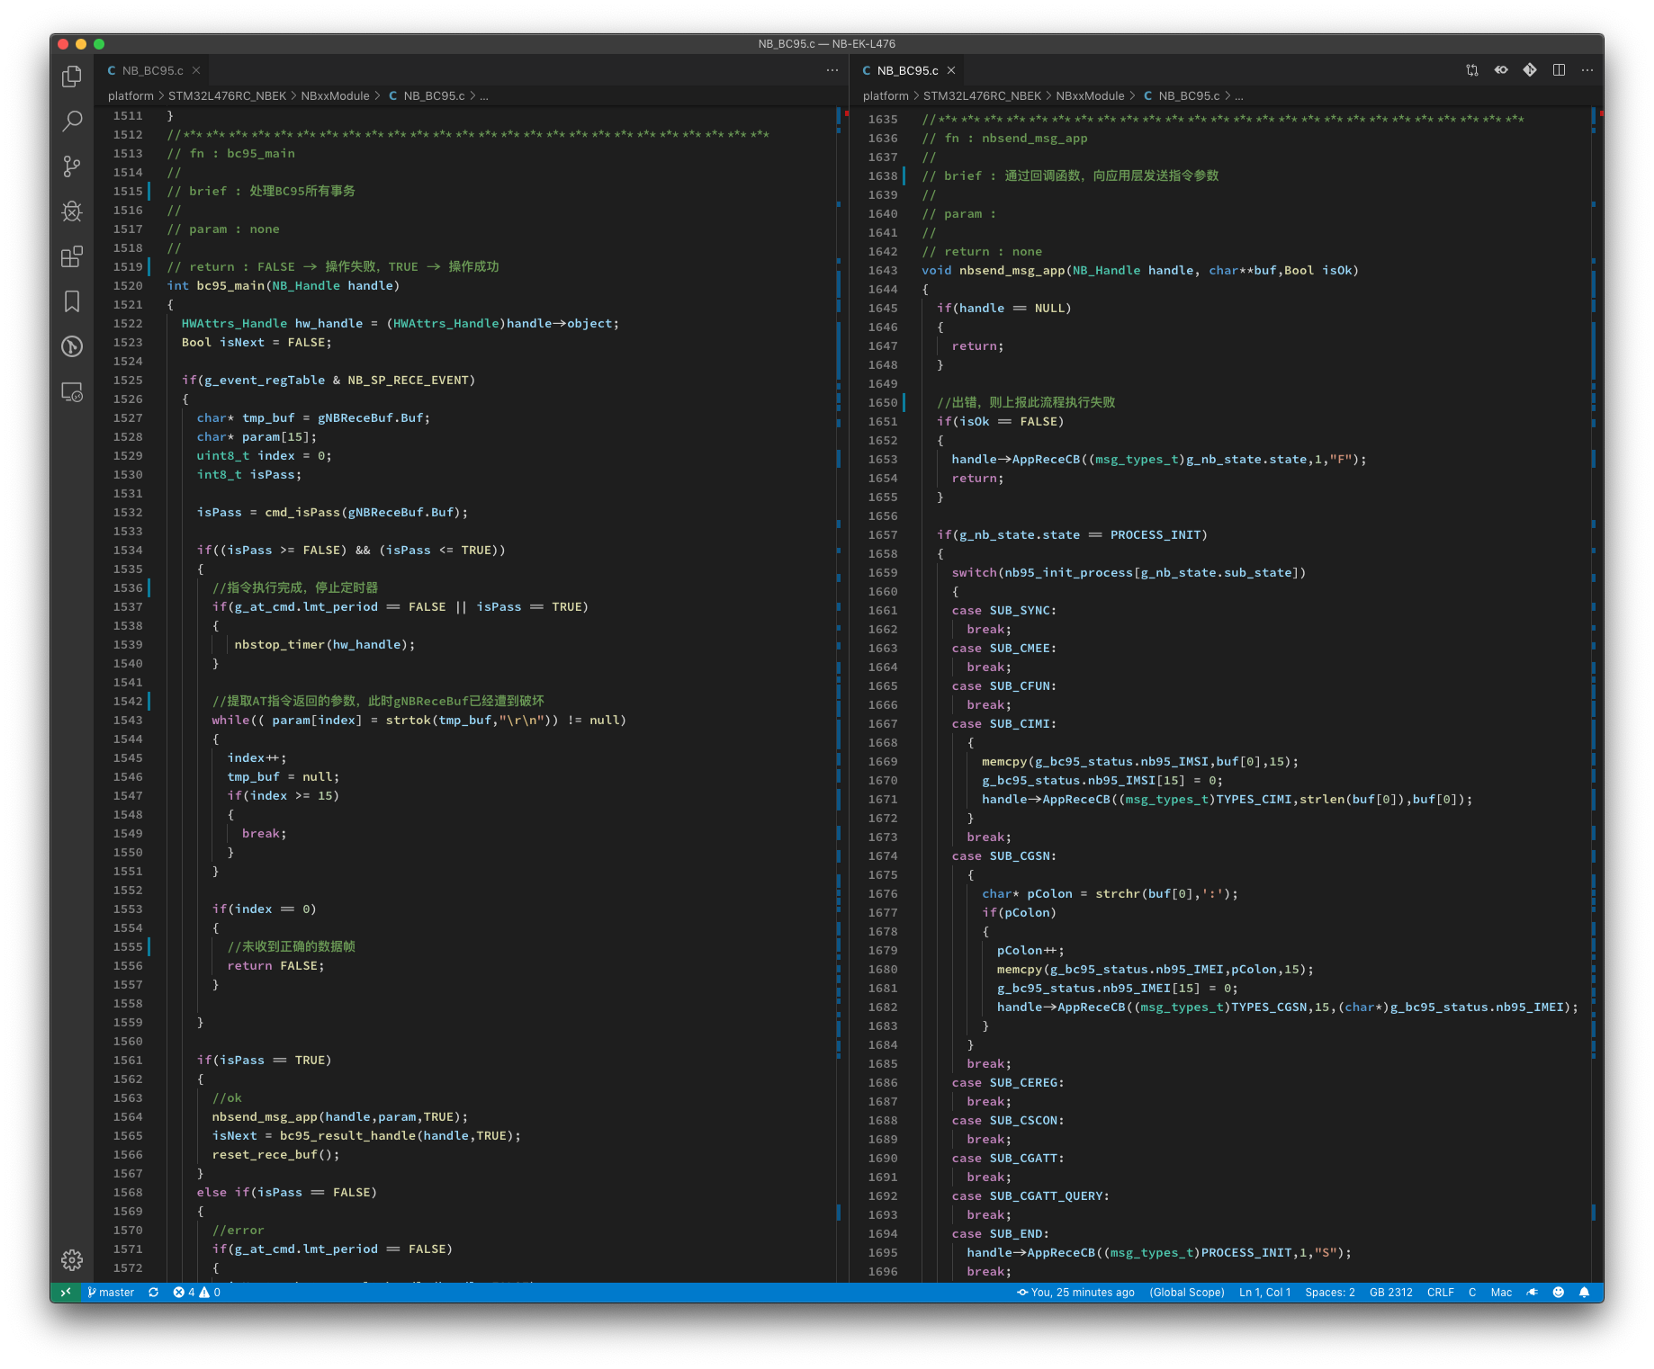 NB_BC95.c — NB-EK-L476
C NB_BC95.c ×
platform > STM32L476RC_NBEK > NBxxModule > C NB_BC95.c > ...
1511 }
1512 //******************************************************************************
1513 // fn : bc95_main
1514 //
1515 // brief : 处理BC95所有事务
1516 //
1517 // param : none
1518 //
1519 // return : FALSE -> 操作失败，TRUE -> 操作成功
1520 int bc95_main(NB_Handle handle)
1521 {
1522 HWAttrs_Handle hw_handle = (HWAttrs_Handle)handle->object;
1523 Bool isNext = FALSE;
1524
1525 if(g_event_regTable & NB_SP_RECE_EVENT)
1526 {
1527 char* tmp_buf = gNBReceBuf.Buf;
1528 char* param[15];
1529 uint8_t index = 0;
1530 int8_t isPass;
1531
1532 isPass = cmd_isPass(gNBReceBuf.Buf);
1533
1534 if((isPass >= FALSE) && (isPass <= TRUE))
1535 {
1536 //指令执行完成，停止定时器
1537 if(g_at_cmd.lmt_period == FALSE || isPass == TRUE)
1538 {
1539 nbstop_timer(hw_handle);
1540 }
1541
1542 //提取AT指令返回的参数，此时gNBReceBuf已经遭到破坏
1543 while(( param[index] = strtok(tmp_buf,"\r\n")) != null)
1544 {
1545 index++;
1546 tmp_buf = null;
1547 if(index >= 15)
1548 {
1549 break;
1550 }
1551 }
1552
1553 if(index == 0)
1554 {
1555 //未收到正确的数据帧
1556 return FALSE;
1557 }
1558
1559 }
1560
1561 if(isPass == TRUE)
1562 {
1563 //ok
1564 nbsend_msg_app(handle,param,TRUE);
1565 isNext = bc95_result_handle(handle,TRUE);
1566 reset_rece_buf();
1567 }
1568 else if(isPass == FALSE)
1569 {
1570 //error
1571 if(g_at_cmd.lmt_period == FALSE)
1572 {
C NB_BC95.c ×
platform > STM32L476RC_NBEK > NBxxModule > C NB_BC95.c > ...
1635 //******************************************************************************
1636 // fn : nbsend_msg_app
1637 //
1638 // brief : 通过回调函数，向应用层发送指令参数
1639 //
1640 // param :
1641 //
1642 // return : none
1643 void nbsend_msg_app(NB_Handle handle, char**buf,Bool isOk)
1644 {
1645 if(handle == NULL)
1646 {
1647 return;
1648 }
1649
1650 //出错，则上报此流程执行失败
1651 if(isOk == FALSE)
1652 {
1653 handle->AppReceCB((msg_types_t)g_nb_state.state,1,"F");
1654 return;
1655 }
1656
1657 if(g_nb_state.state == PROCESS_INIT)
1658 {
1659 switch(nb95_init_process[g_nb_state.sub_state])
1660 {
1661 case SUB_SYNC:
1662 break;
1663 case SUB_CMEE:
1664 break;
1665 case SUB_CFUN:
1666 break;
1667 case SUB_CIMI:
1668 {
1669 memcpy(g_bc95_status.nb95_IMSI,buf[0],15);
1670 g_bc95_status.nb95_IMSI[15] = 0;
1671 handle->AppReceCB((msg_types_t)TYPES_CIMI,strlen(buf[0]),buf[0]);
1672 }
1673 break;
1674 case SUB_CGSN:
1675 {
1676 char* pColon = strchr(buf[0],':');
1677 if(pColon)
1678 {
1679 pColon++;
1680 memcpy(g_bc95_status.nb95_IMEI,pColon,15);
1681 g_bc95_status.nb95_IMEI[15] = 0;
1682 handle->AppReceCB((msg_types_t)TYPES_CGSN,15,(char*)g_bc95_status.nb95_IMEI);
1683 }
1684 }
1685 break;
1686 case SUB_CEREG:
1687 break;
1688 case SUB_CSCON:
1689 break;
1690 case SUB_CGATT:
1691 break;
1692 case SUB_CGATT_QUERY:
1693 break;
1694 case SUB_END:
1695 handle->AppReceCB((msg_types_t)PROCESS_INIT,1,"S");
1696 break;
master 4 0 You, 25 minutes ago (Global Scope) Ln 1, Col 1 Spaces: 2 GB 2312 CRLF C Mac